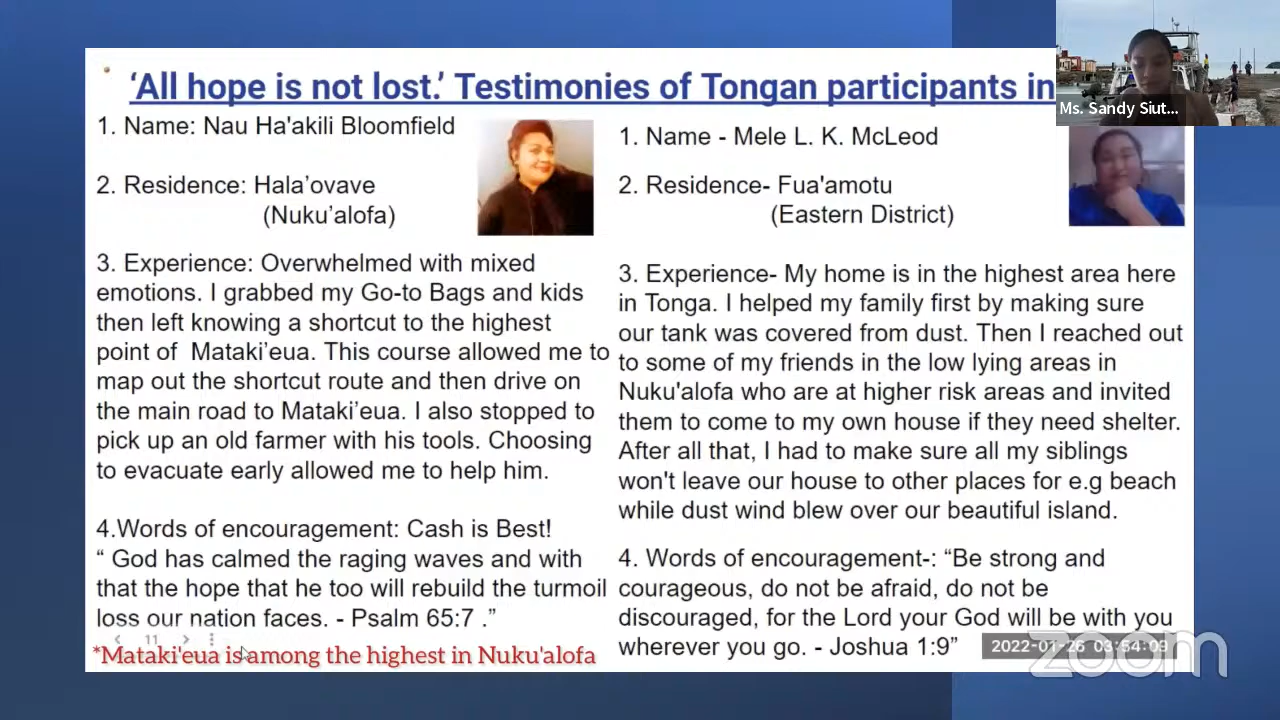 ‘All hope is not lost.’ Testimonies of Tongan participants in
1. Name: Nau Ha'akili Bloomfield
2. Residence: Hala’ovave
(Nuku’alofa)
3. Experience: Overwhelmed with mixed
emotions. I grabbed my Go-to Bags and kids
then left knowing a shortcut to the highest
point of Mataki’eua. This course allowed me to
map out the shortcut route and then drive on
the main road to Mataki’eua. I also stopped to
pick up an old farmer with his tools. Choosing
to evacuate early allowed me to help him.
4.Words of encouragement: Cash is Best!
“ God has calmed the raging waves and with
that the hope that he too will rebuild the turmoil
loss our nation faces. - Psalm 65:7 .”
11
*Mataki'eua is among the highest in Nuku'alofa
1. Name - Mele L. K. McLeod
2. Residence- Fua'amotu
(Eastern District)
3. Experience- My home is in the highest area here
in Tonga. I helped my family first by making sure
our tank was covered from dust. Then I reached out
to some of my friends in the low lying areas in
Nuku'alofa who are at higher risk areas and invited
them to come to my own house if they need shelter.
After all that, I had to make sure all my siblings
won't leave our house to other places for e.g beach
while dust wind blew over our beautiful island.
4. Words of encouragement-: “Be strong and
courageous, do not be afraid, do not be
discouraged, for the Lord your God will be with you
wherever you go. - Joshua 1:9”
Ms. Sandy Siut...
2022-01-26 03:54:09
zoom